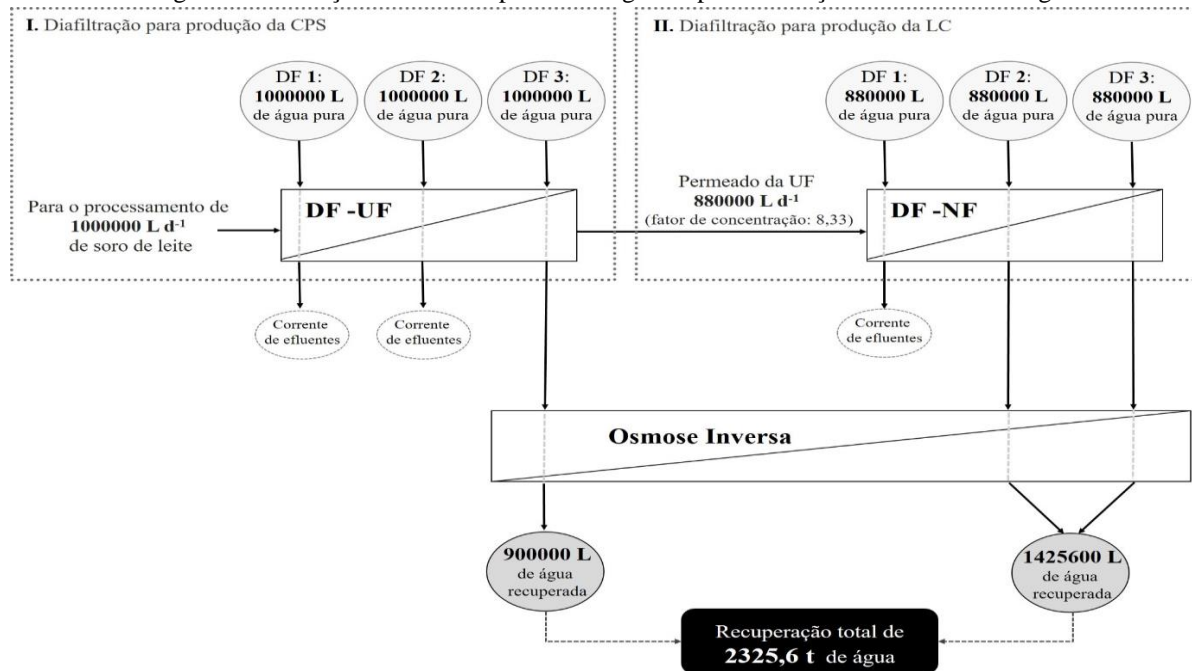 I. Diafiltração para produção da CPS
II. Diafiltração para produção da LC
DF 1:
1000000 L
de água pura
DF 2:
1000000 L
de água pura
DF 3:
1000000 L
de água pura
DF 1:
880000 L
de água pura
DF 2:
880000 L
de água pura
DF 3:
880000 L
de água pura
Para o processamento de
1000000 L d⁻¹
de soro de leite
DF -UF
Permeado da UF
880000 L d⁻¹
(fator de concentração: 8,33)
DF -NF
Corrente
de efluentes
Corrente
de efluentes
Corrente
de efluentes
Osmose Inversa
900000 L
de água
recuperada
1425600 L
de água
recuperada
Recuperação total de
2325,6 t de água